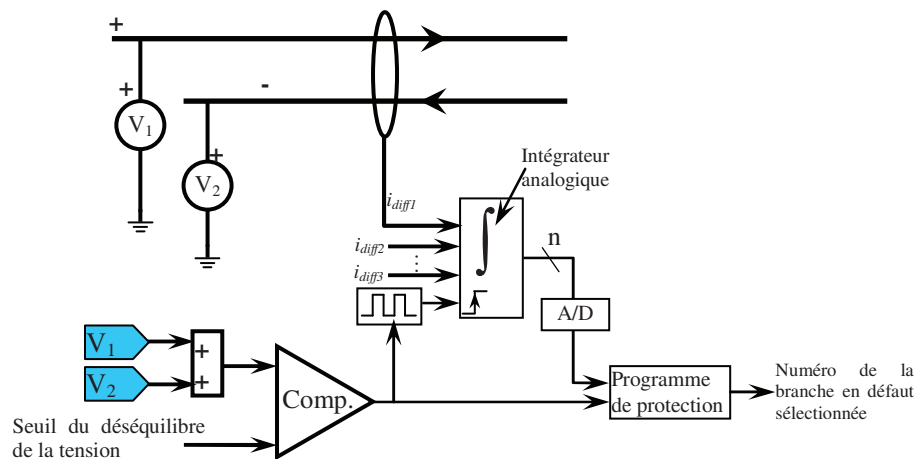 +
-
+
V1
+
V2
Intégrateur
analogique
idiff1
idiff2
⋮
idiff3
∫
n
A/D
V1
V2
+
+
Comp.
Seuil du déséquilibre
de la tension
Programme
de protection
Numéro de la
branche en défaut
sélectionnée